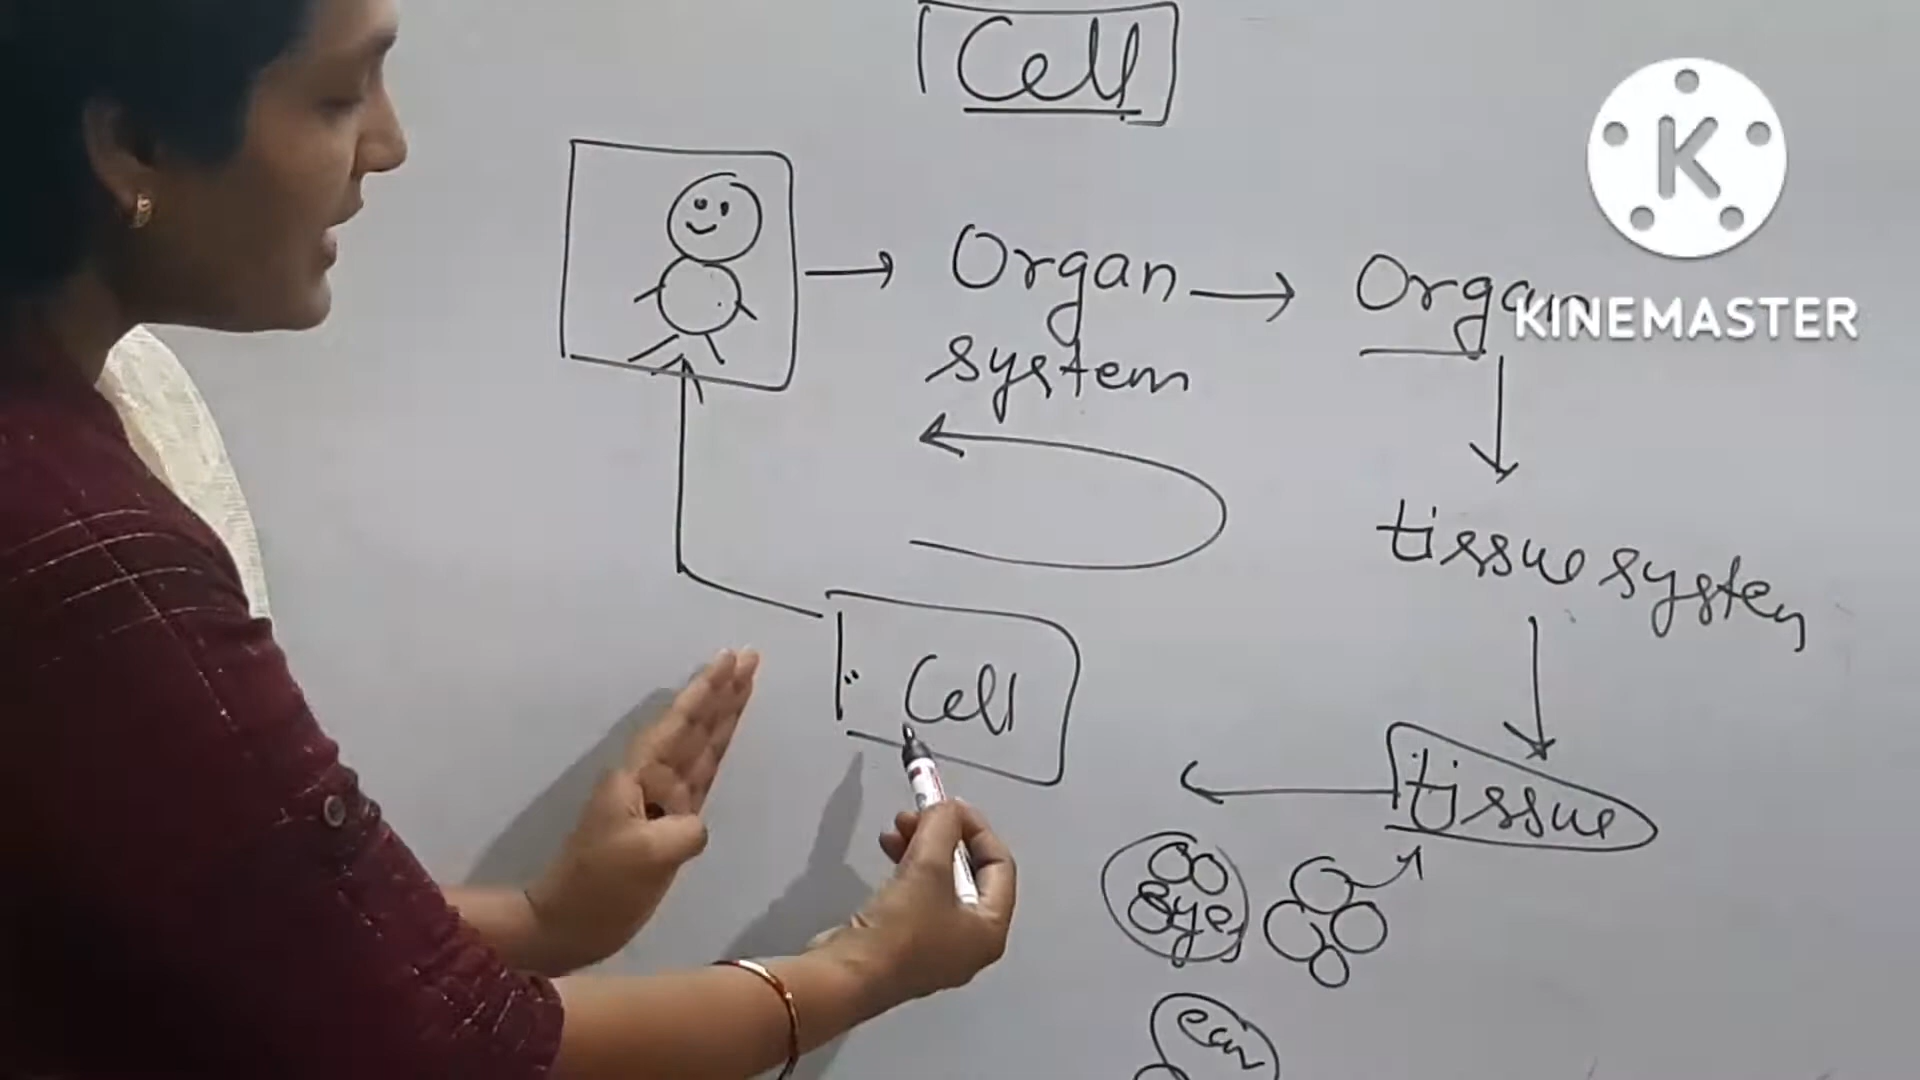 Cell
Organ
system
Organ
K
KINEMASTER
tissue system
Cell
tissue
eye
ear